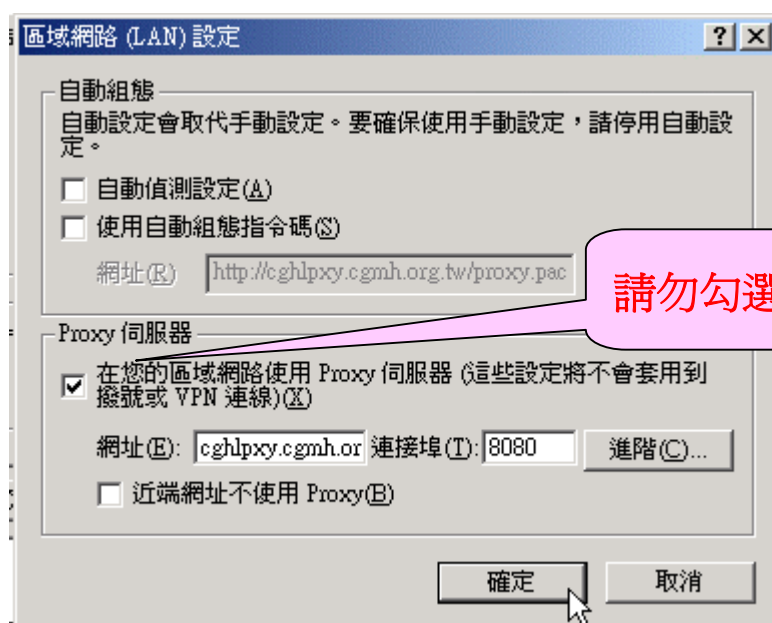 區域網路 (LAN) 設定
自動組態
自動設定會取代手動設定。要確保使用手動設定，請停用自動設
定。
自動偵測設定(A)
使用自動組態指令碼(S)
網址(R) http://cghlpxy.cgmh.org.tw/proxy.pac
請勿勾選
Proxy 伺服器
在您的區域網路使用 Proxy 伺服器 (這些設定將不會套用到
撥號或 VPN 連線)(X)
網址(E): cghlpxy.cgmh.or 連接埠(T): 8080 進階(C)...
近端網址不使用 Proxy(B)
確定 取消